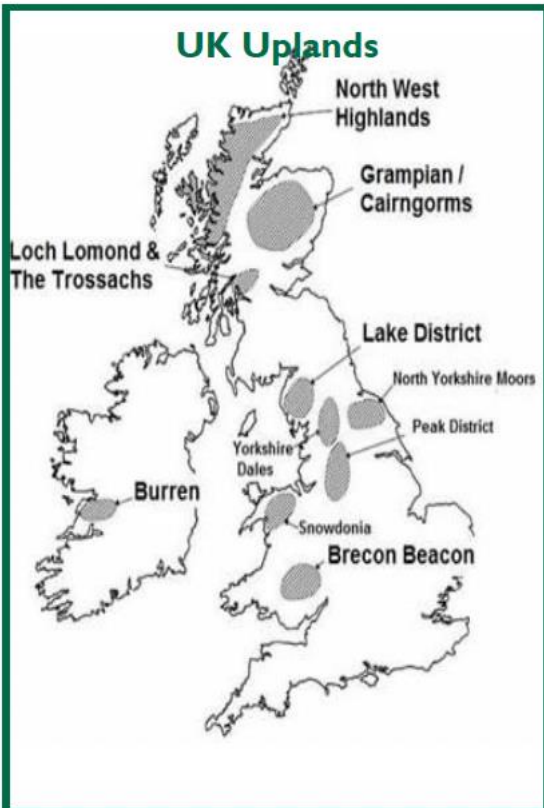 UK Uplands
North West
Highlands
Grampian /
Cairngorms
Loch Lomond &
The Trossachs
Lake District
North Yorkshire Moors
Peak District
Yorkshire
Dales
Burren
Snowdonia
Brecon Beacon